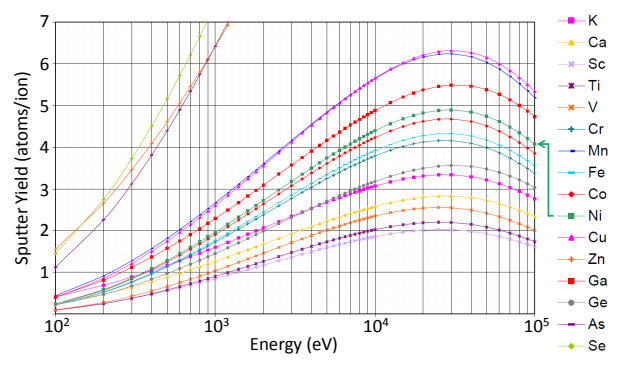 7
6
5
4
3
2
1
Sputter Yield (atoms/ion)
10²
10³
10⁴
10⁵
Energy (eV)
K
Ca
Sc
Ti
V
Cr
Mn
Fe
Co
Ni
Cu
Zn
Ga
Ge
As
Se